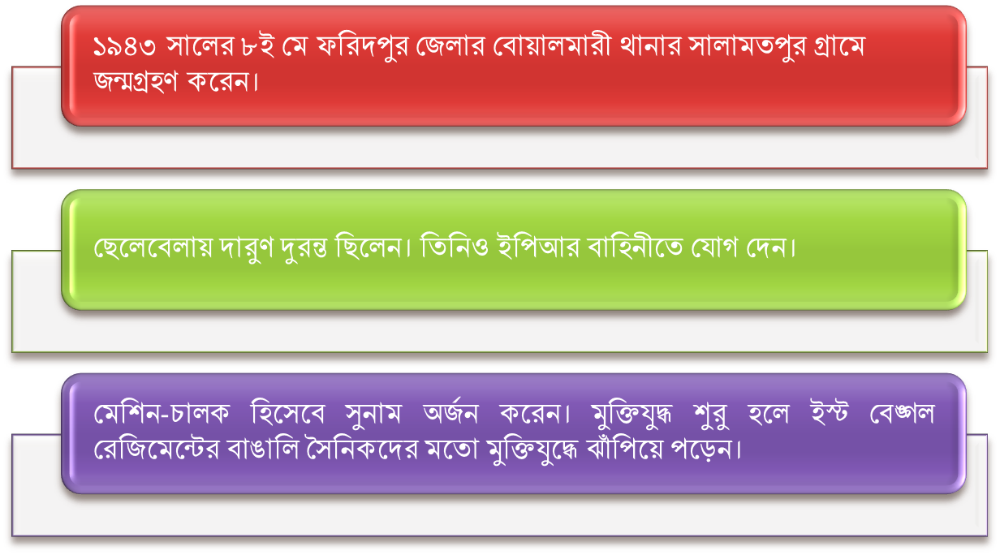 ১৯৪৩ সালের ৮ই মে ফরিদপুর জেলার বোয়ালমারী থানার সালামতপুর গ্রামে
জন্মগ্রহণ করেন।
ছেলেবেলায় দারুণ দুরন্ত ছিলেন। তিনিও ইপিআর বাহিনীতে যোগ দেন।
মেশিন-চালক হিসেবে সুনাম অর্জন করেন। মুক্তিযুদ্ধ শুরু হলে ইস্ট বেঙ্গল
রেজিমেন্টের বাঙালি সৈনিকদের মতো মুক্তিযুদ্ধে ঝাঁপিয়ে পড়েন।